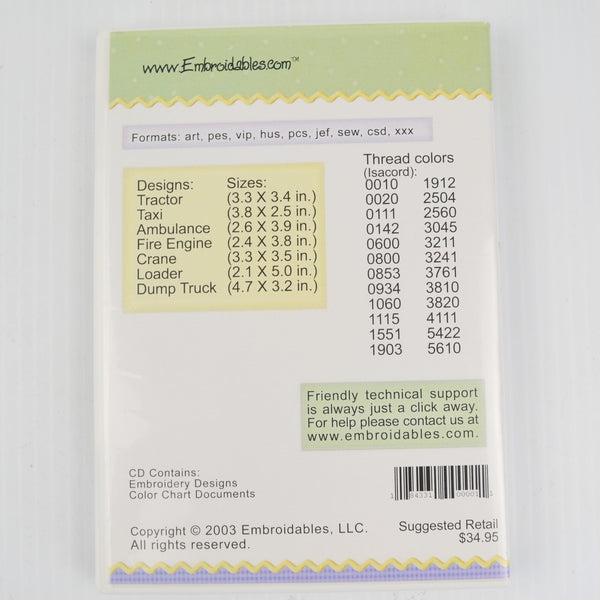 www.Embroidables.com™
Formats: art, pes, vip, hus, pcs, jef, sew, csd, xxx
Designs: Sizes:
Tractor (3.3 X 3.4 in.)
Taxi (3.8 X 2.5 in.)
Ambulance (2.6 X 3.9 in.)
Fire Engine (2.4 X 3.8 in.)
Crane (3.3 X 3.5 in.)
Loader (2.1 X 5.0 in.)
Dump Truck (4.7 X 3.2 in.)
Thread colors
(Isacord):
0010 1912
0020 2504
0111 2560
0142 3045
0600 3211
0800 3241
0853 3761
0934 3810
1060 3820
1115 4111
1551 5422
1903 5610
Friendly technical support
is always just a click away.
For help please contact us at
www.embroidables.com.
CD Contains:
Embroidery Designs
Color Chart Documents
1 84331 00001 1
Copyright © 2003 Embroidables, LLC.
All rights reserved.
Suggested Retail
$34.95